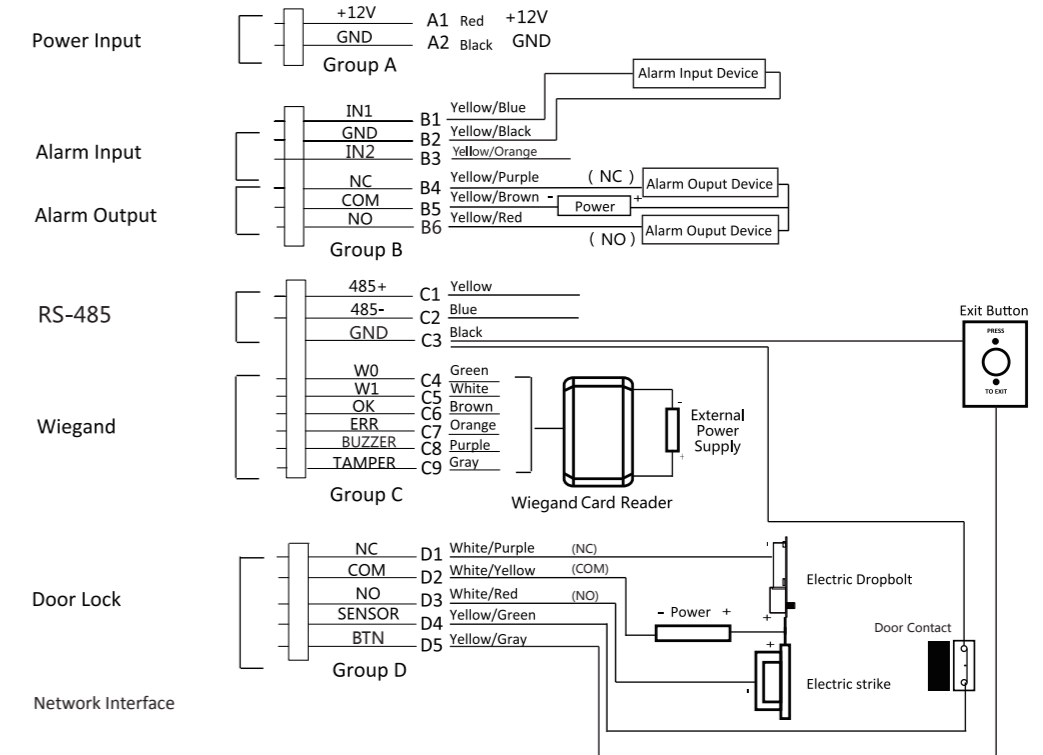 Power Input
+12V A1 Red +12V
GND A2 Black GND
Group A
Alarm Input Device
IN1 B1 Yellow/Blue
GND B2 Yellow/Black
Alarm Input
IN2 B3 Yellow/Orange
NC B4 Yellow/Purple ( NC ) Alarm Ouput Device
Alarm Output
COM B5 Yellow/Brown - Power +
NO B6 Yellow/Red Alarm Ouput Device
( NO )
Group B
485+ C1 Yellow
RS-485
485- C2 Blue
GND C3 Black
Exit Button
PRESS
TO EXIT
W0 C4 Green
W1 C5 White
OK C6 Brown
Wiegand
ERR C7 Orange
BUZZER C8 Purple
TAMPER C9 Gray
Group C
-
External
Power
Supply
+
Wiegand Card Reader
NC D1 White/Purple (NC)
COM D2 White/Yellow (COM)
Door Lock
NO D3 White/Red (NO)
SENSOR D4 Yellow/Green
BTN D5 Yellow/Gray
Group D
-
Electric Dropbolt
+
- Power +
Door Contact
+
-
Electric strike
Network Interface